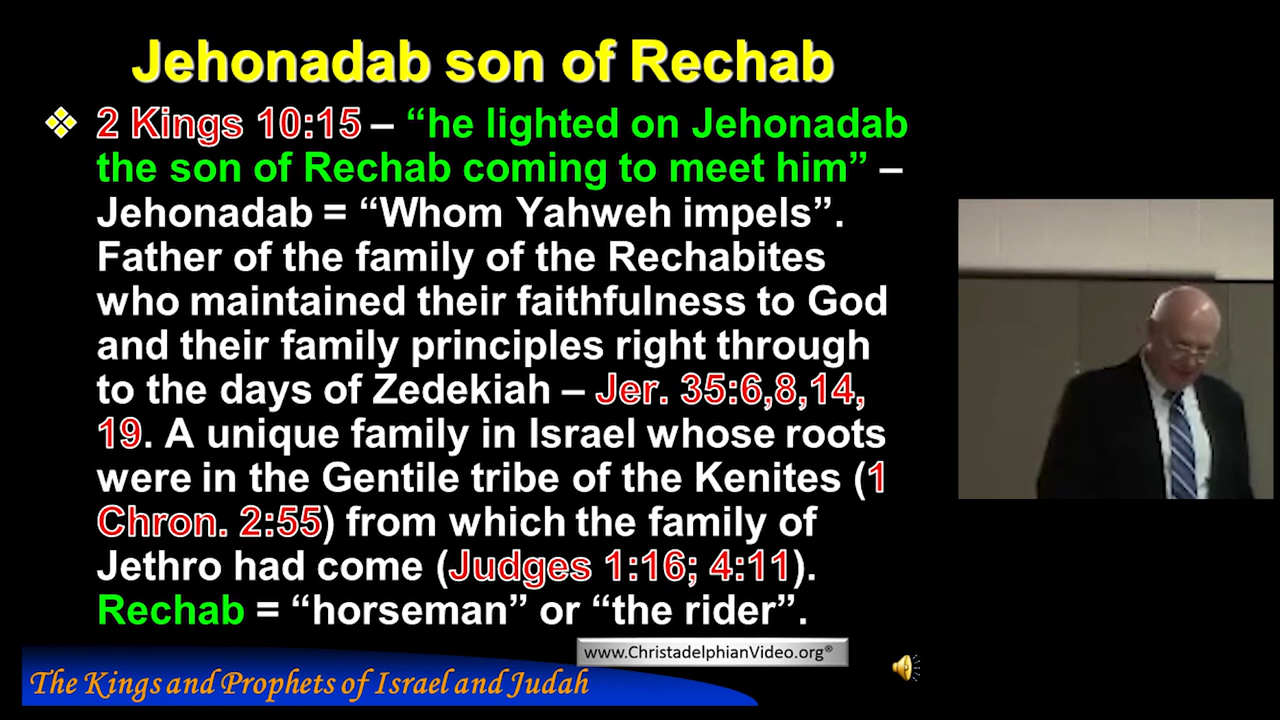 Jehonadab son of Rechab
2 Kings 10:15 – “he lighted on Jehonadab
the son of Rechab coming to meet him” –
Jehonadab = “Whom Yahweh impels”.
Father of the family of the Rechabites
who maintained their faithfulness to God
and their family principles right through
to the days of Zedekiah – Jer. 35:6,8,14,
19. A unique family in Israel whose roots
were in the Gentile tribe of the Kenites (1
Chron. 2:55) from which the family of
Jethro had come (Judges 1:16; 4:11).
Rechab = “horseman” or “the rider”.
www.ChristadelphianVideo.org®
The Kings and Prophets of Israel and Judah